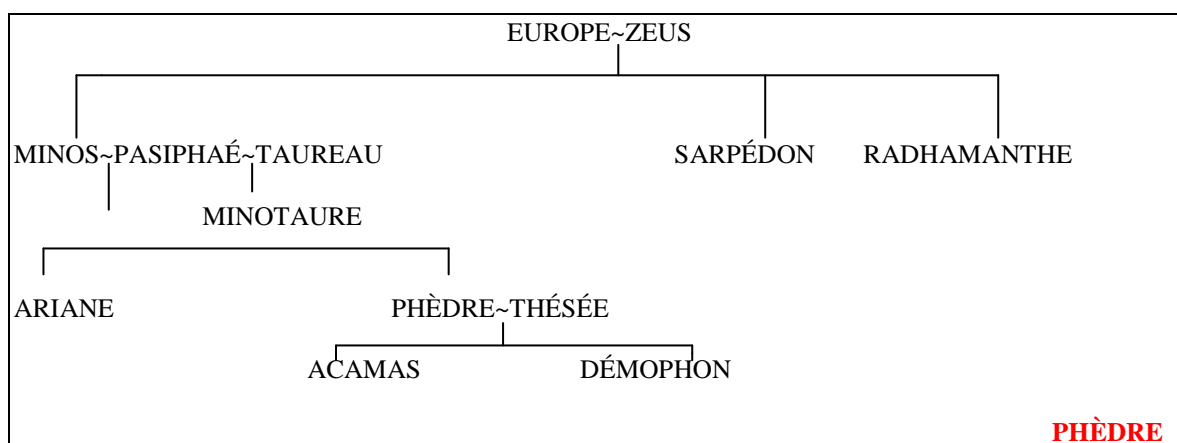 EUROPE~ZEUS
MINOS~PASIPHAÉ~TAUREAU SARPÉDON RADHAMANTHE
MINOTAURE
ARIANE PHÈDRE~THÉSÉE
ACAMAS DÉMOPHON
PHÈDRE